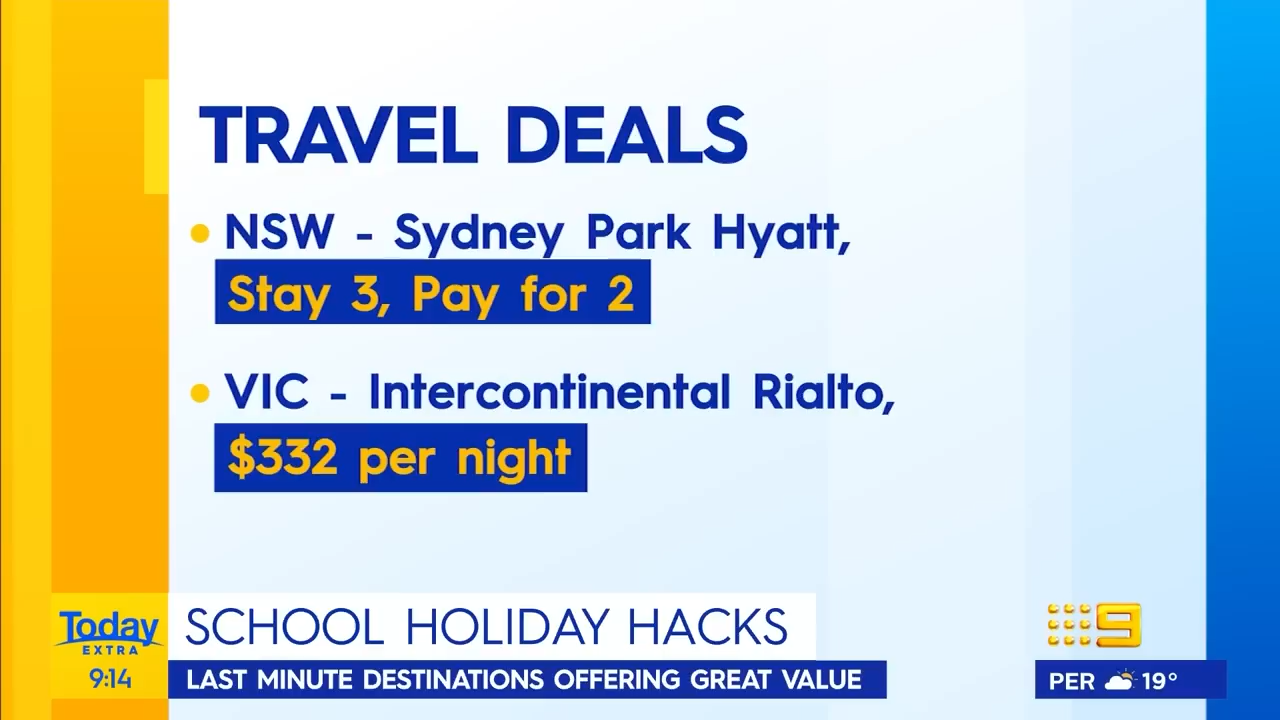 TRAVEL DEALS
• NSW - Sydney Park Hyatt,
Stay 3, Pay for 2
• VIC - Intercontinental Rialto,
$332 per night
Today
EXTRA
9:14
SCHOOL HOLIDAY HACKS
LAST MINUTE DESTINATIONS OFFERING GREAT VALUE
9
PER 19°